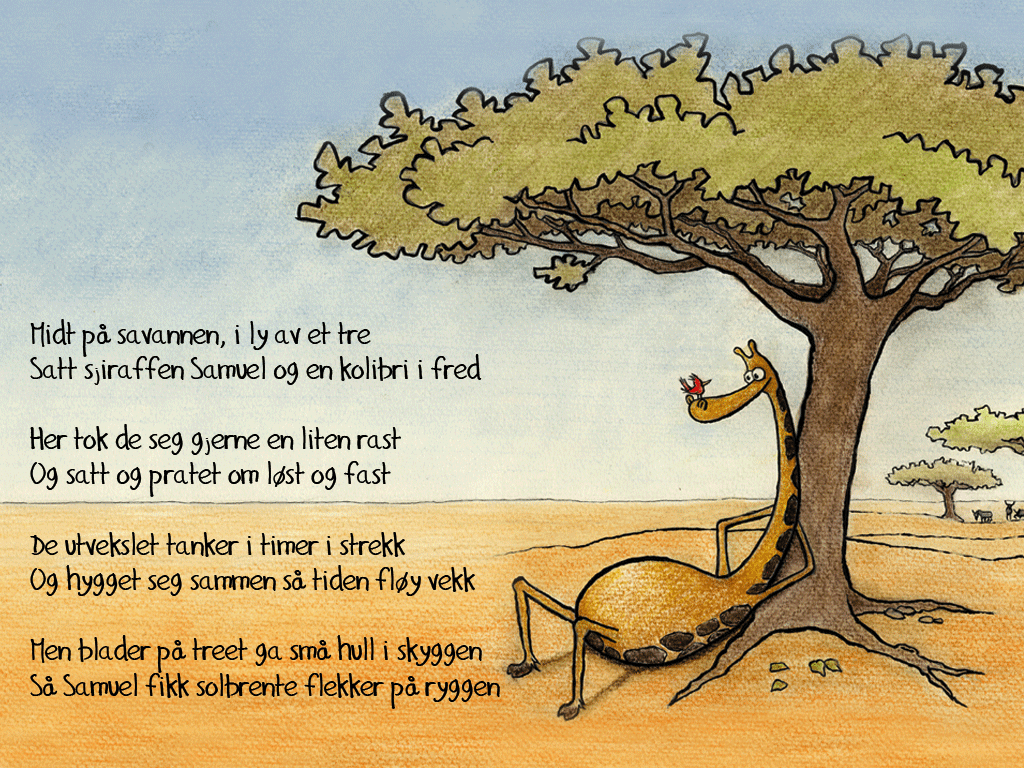 Midt på savannen, i ly av et tre
Satt sjiraffen Samuel og en kolibri i fred
Her tok de seg gjerne en liten rast
Og satt og pratet om løst og fast
De utvekslet tanker i timer i strekk
Og hygget seg sammen så tiden fløy vekk
Men blader på treet ga små hull i skyggen
Så Samuel fikk solbrente flekker på ryggen